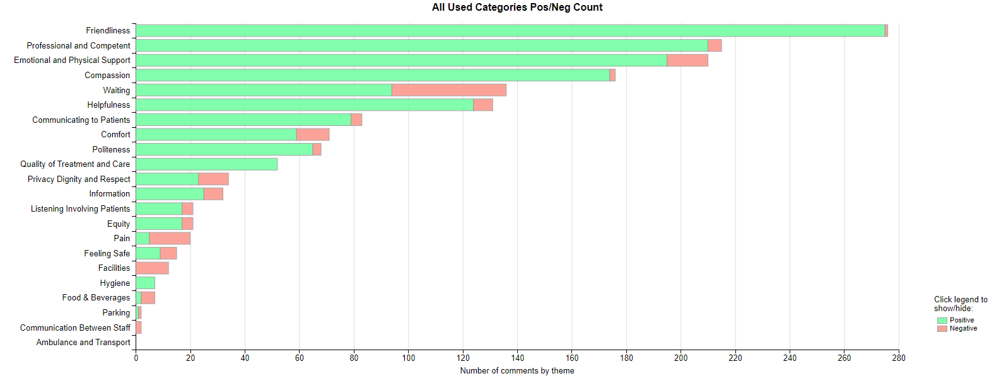 All Used Categories Pos/Neg Count
Friendliness
Professional and Competent
Emotional and Physical Support
Compassion
Waiting
Helpfulness
Communicating to Patients
Comfort
Politeness
Quality of Treatment and Care
Privacy Dignity and Respect
Information
Listening Involving Patients
Equity
Pain
Feeling Safe
Facilities
Hygiene
Food & Beverages
Parking
Communication Between Staff
Ambulance and Transport
0 20 40 60 80 100 120 140 160 180 200 220 240 260 280
Number of comments by theme
Click legend to
show/hide:
Positive
Negative